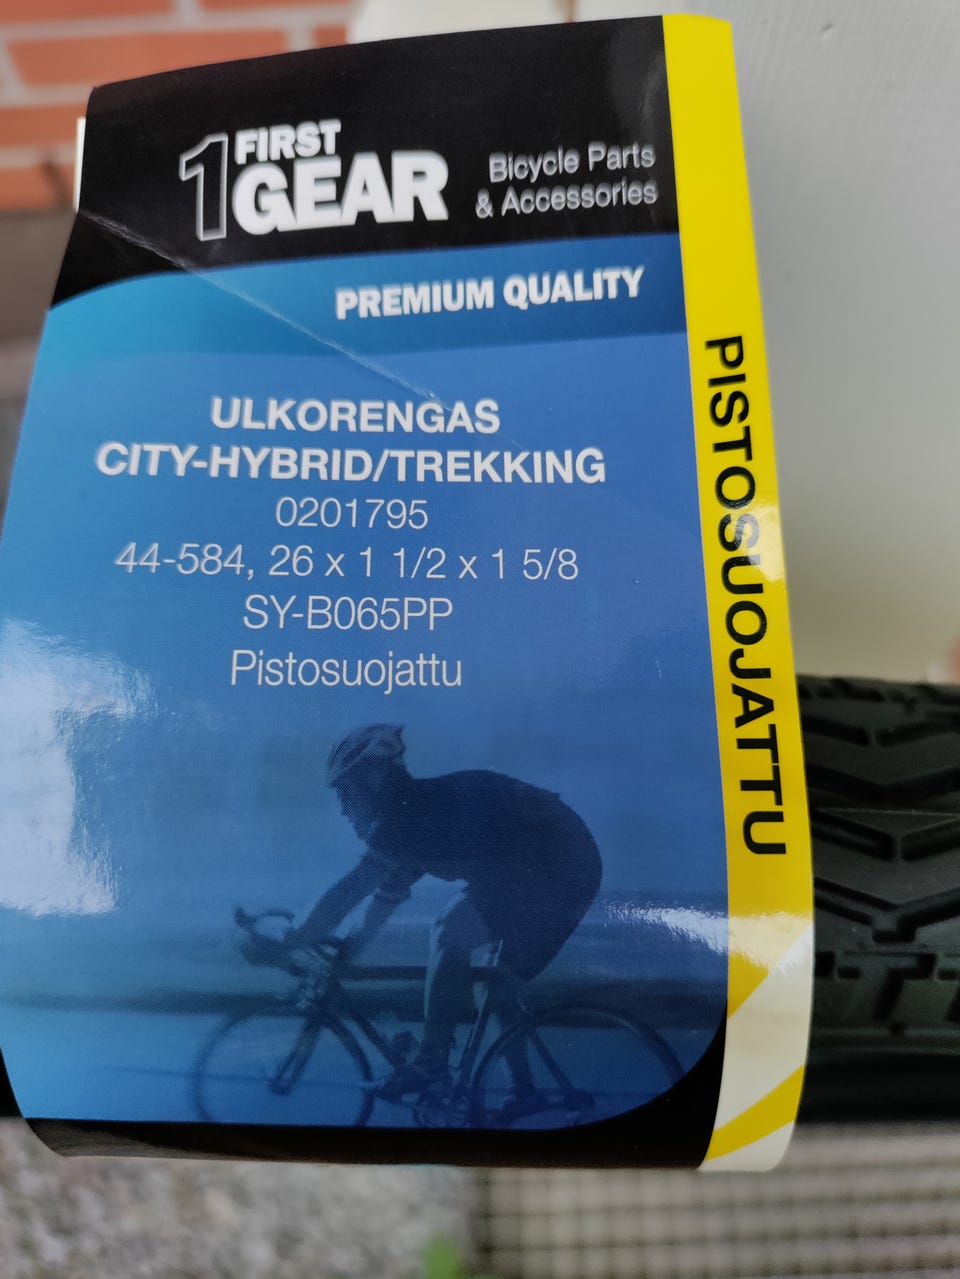 1 FIRST
GEAR
Bicycle Parts
& Accessories
PREMIUM QUALITY
ULKORENGAS
CITY-HYBRID/TREKKING
0201795
44-584, 26 x 1 1/2 x 1 5/8
SY-B065PP
Pistosuojattu
PISTOSUOJATTU